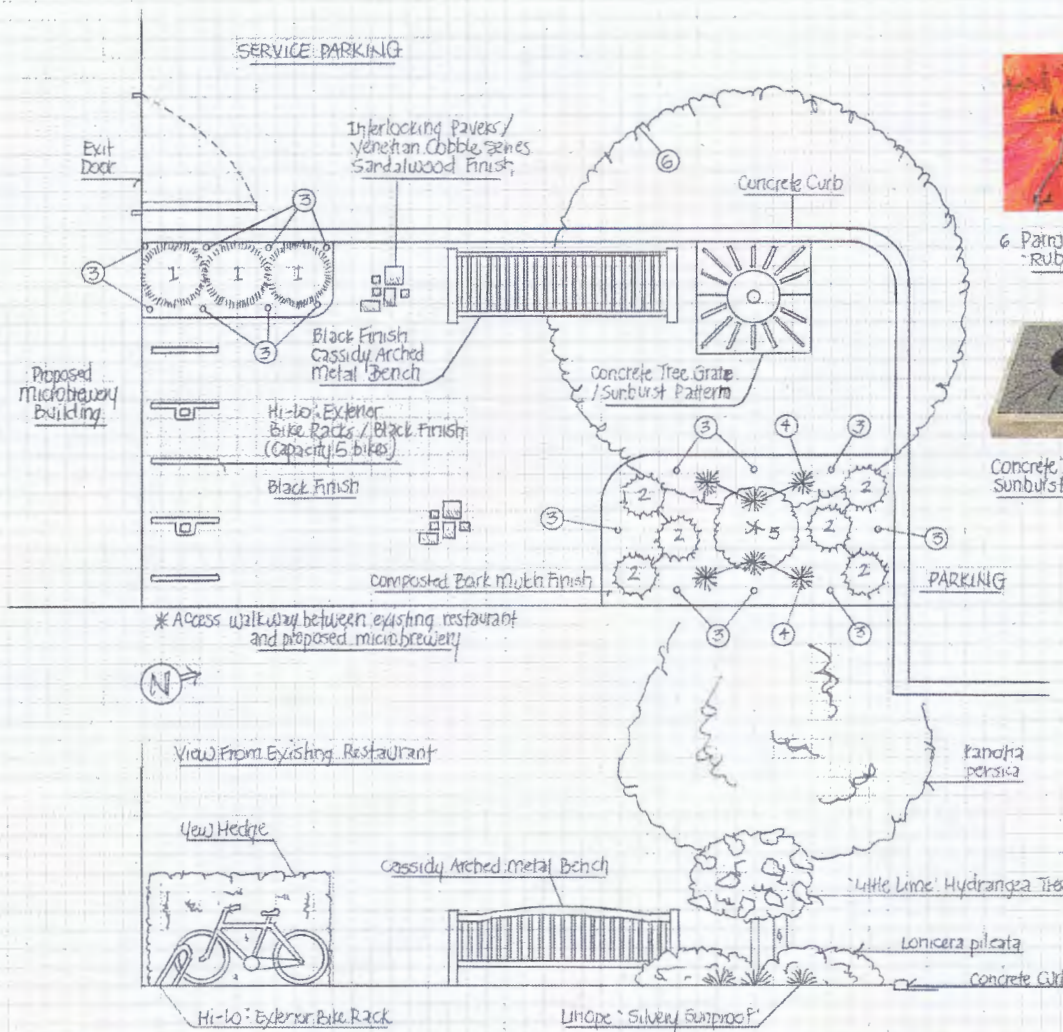 SERVICE PARKING
Exit
Door
Interlocking Pavers /
Venetian Cobble Series
Sandalwood Finish
6
Concrete Curb
3
3
1 1 1
3
Black Finish
Cassidy Arched
Metal Bench
Concrete Tree Grate
/ Sunburst Pattern
Proposed
Microbrewery
Building
Hi-Lo: Exterior
Bike Racks / Black Finish
(Capacity 5 bikes)
Black Finish
3 4 3
2 2
3 2 5 2 3
2 2
Composted Bark Mulch Finish
PARKING
3 4 3
* Access walkway between existing restaurant
and proposed microbrewery
N
View From Existing Restaurant
persica
Yew Hedge
Cassidy Arched Metal Bench
'Little Lime' Hydrangea
Lonicera pileata
Concrete
Hi-Lo: Exterior Bike Rack
Liriope 'Silvery Sunproof'
6
Concrete